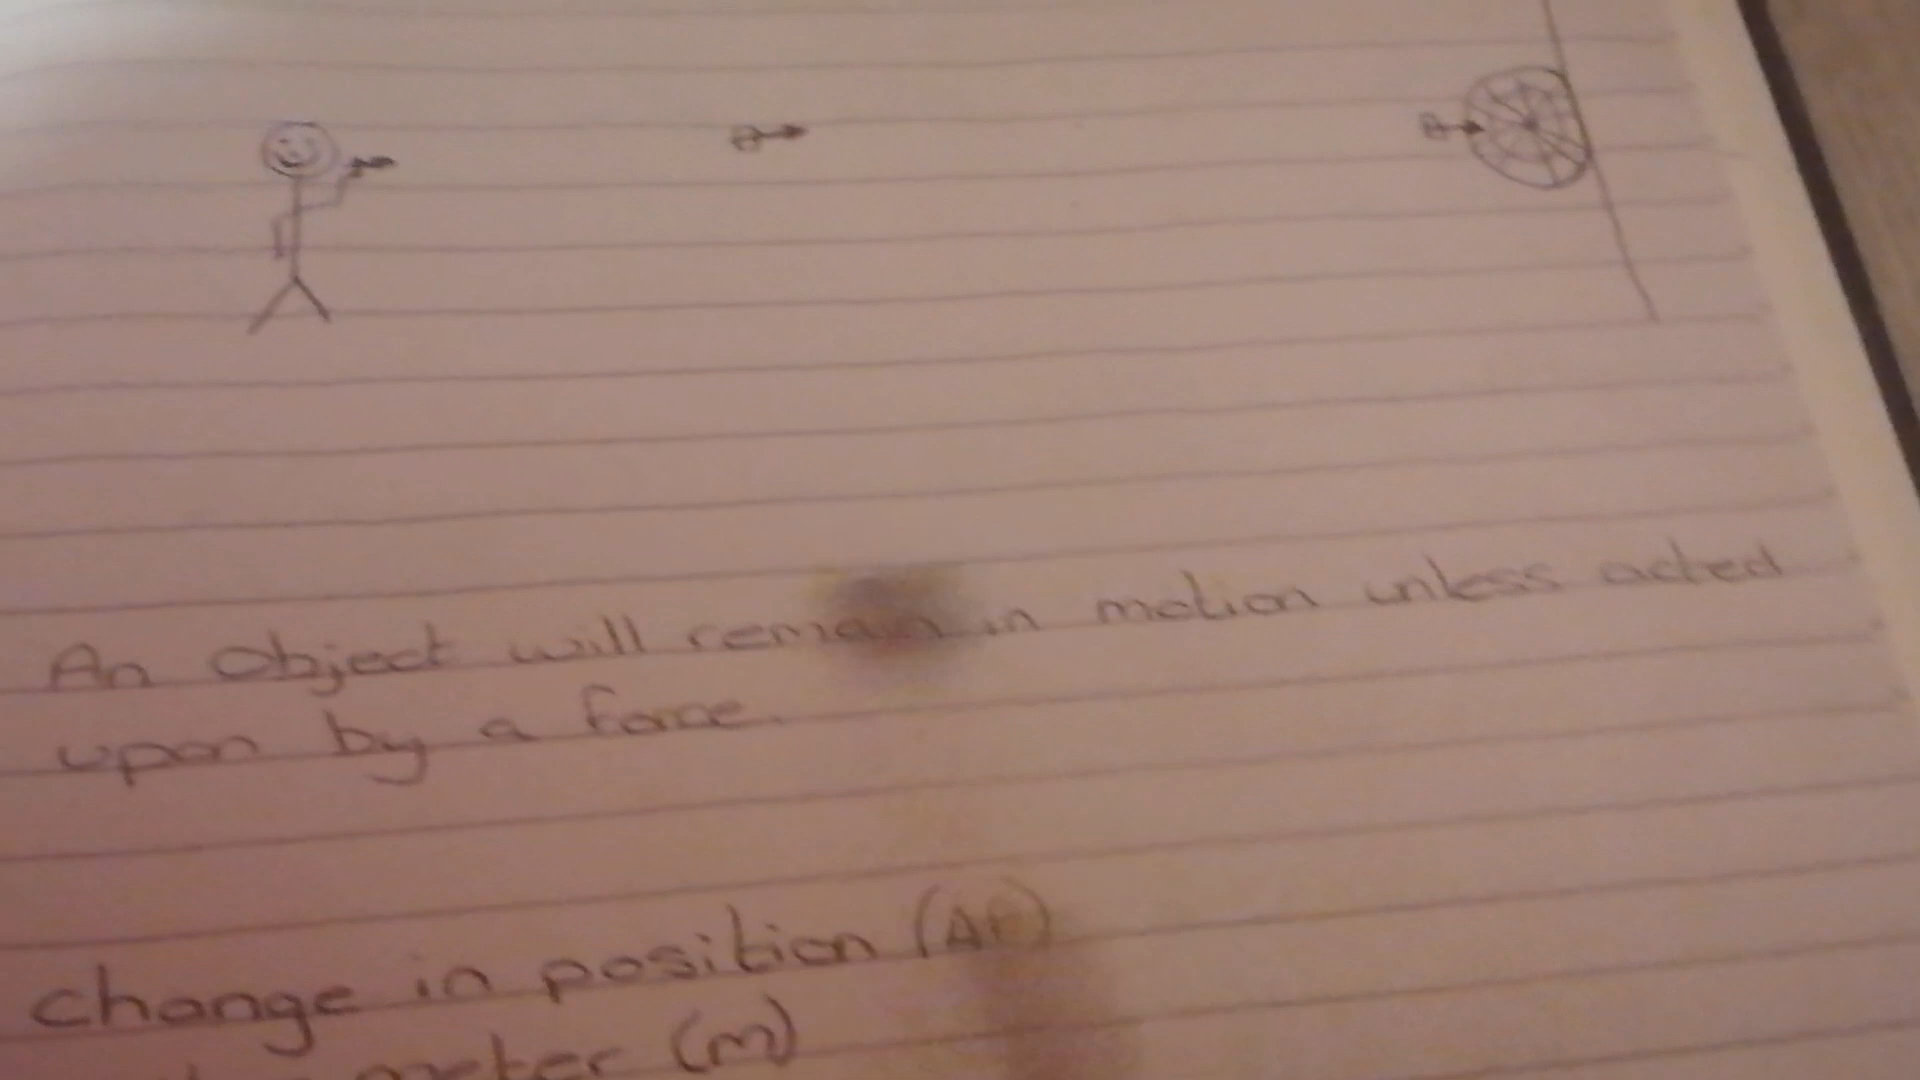 An Object will remain in motion unless acted
upon by a force.
Change in position (Δr)
meter (m)